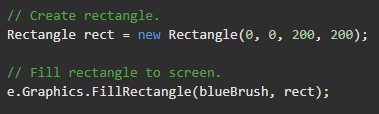 // Create rectangle.
Rectangle rect = new Rectangle(0, 0, 200, 200);
// Fill rectangle to screen.
e.Graphics.FillRectangle(blueBrush, rect);